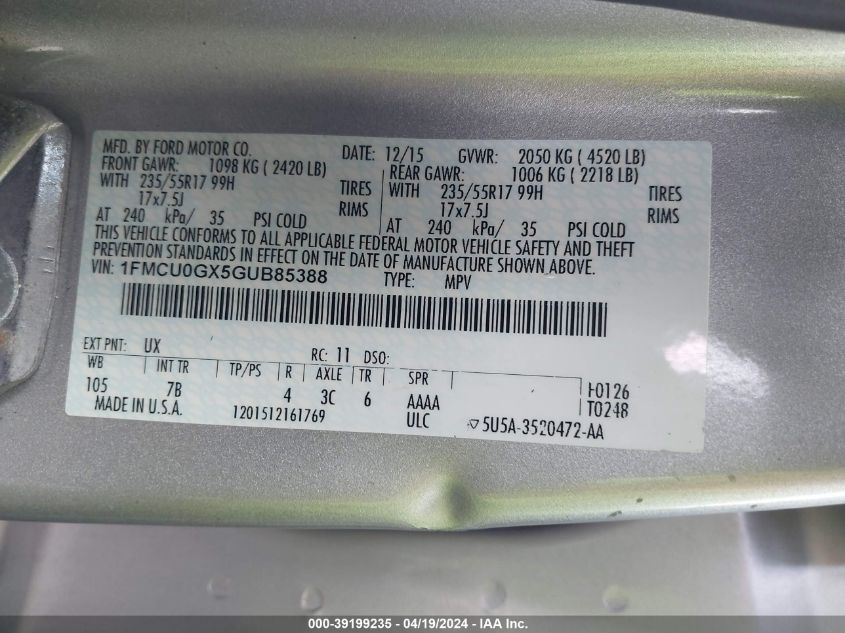 MFD. BY FORD MOTOR CO. DATE: 12/15 GVWR: 2050 KG ( 4520 LB)
FRONT GAWR: 1098 KG ( 2420 LB) REAR GAWR: 1006 KG ( 2218 LB)
WITH 235/55R17 99H TIRES WITH 235/55R17 99H TIRES
17x7.5J RIMS 17x7.5J RIMS
AT 240 kPa/ 35 PSI COLD AT 240 kPa/ 35 PSI COLD
THIS VEHICLE CONFORMS TO ALL APPLICABLE FEDERAL MOTOR VEHICLE SAFETY AND THEFT
PREVENTION STANDARDS IN EFFECT ON THE DATE OF MANUFACTURE SHOWN ABOVE.
VIN: 1FMCU0GX5GUB85388 TYPE: MPV
EXT PNT: UX RC: 11 DSO:
WB INT TR TP/PS R AXLE TR SPR
105 7B 4 3C 6 AAAA F0126
T0248
MADE IN U.S.A. 1201512161769 ULC ▽5U5A-3520472-AA
000-39199235 - 04/19/2024 - IAA Inc.